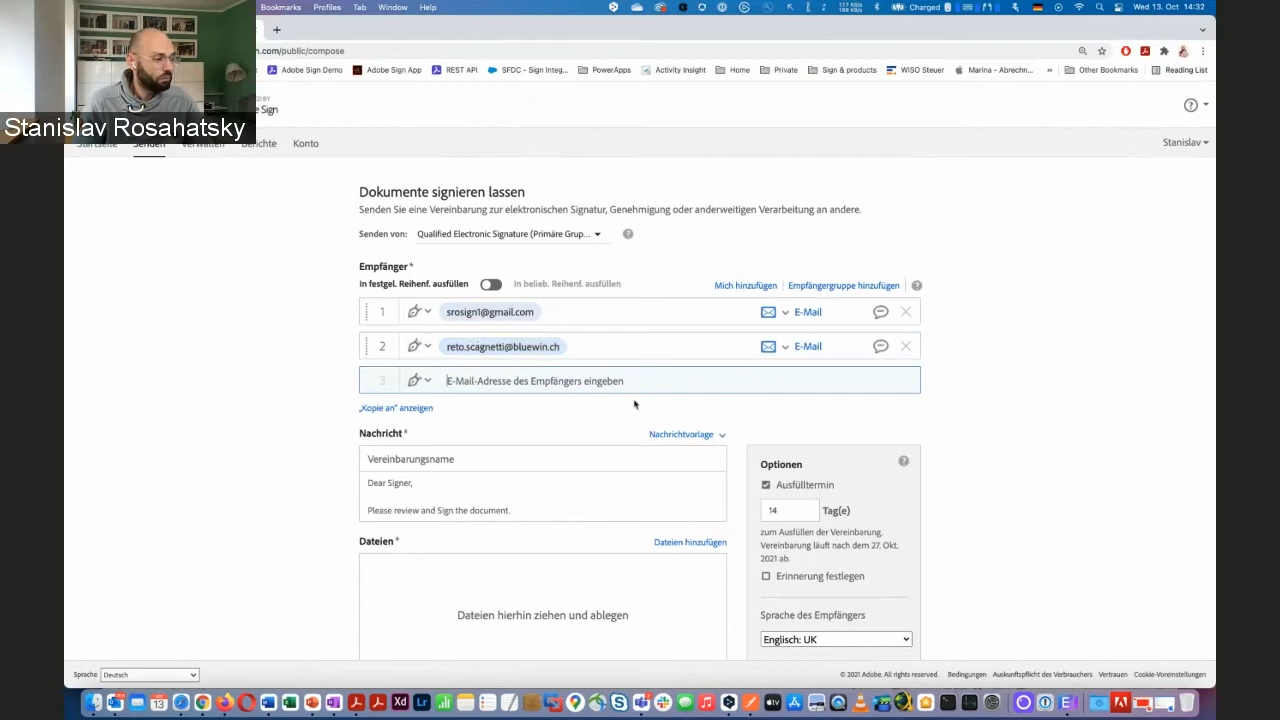 Bookmarks Profiles Tab Window Help
Charged
Wed 13. Oct 14:32
n.com/public/compose
Adobe Sign Demo
Adobe Sign App
REST API
SFDC - Sign Integ...
PowerApps
Activity Insight
Home
Private
Sign & products
WISO Steuer
Marina - Abrechn...
Other Bookmarks
Reading List
Sign
Stanislav Rosahatsky
Startseite Senden Verwalten Berichte Konto
Stanislav
Dokumente signieren lassen
Senden Sie eine Vereinbarung zur elektronischen Signatur, Genehmigung oder anderweitigen Verarbeitung an andere.
Senden von: Qualified Electronic Signature (Primäre Grup...
Empfänger*
In festgel. Reihenf. ausfüllen
In belieb. Reihenf. ausfüllen
Mich hinzufügen
Empfängergruppe hinzufügen
1 srosign1@gmail.com E-Mail
2 reto.scagnetti@bluewin.ch E-Mail
3 E-Mail-Adresse des Empfängers eingeben
„Kopie an" anzeigen
Nachricht*
Nachrichtvorlage
Vereinbarungsname
Dear Signer,
Please review and Sign the document.
Optionen
Ausfülltermin
14 Tag(e)
zum Ausfüllen der Vereinbarung.
Vereinbarung läuft nach dem 27. Okt.
2021 ab.
Erinnerung festlegen
Sprache des Empfängers
Englisch: UK
Dateien*
Dateien hinzufügen
Dateien hierhin ziehen und ablegen
Sprache Deutsch
© 2021 Adobe. All rights reserved. Bedingungen Auskunftspflicht des Verbrauchers Vertrauen Cookie-Voreinstellungen